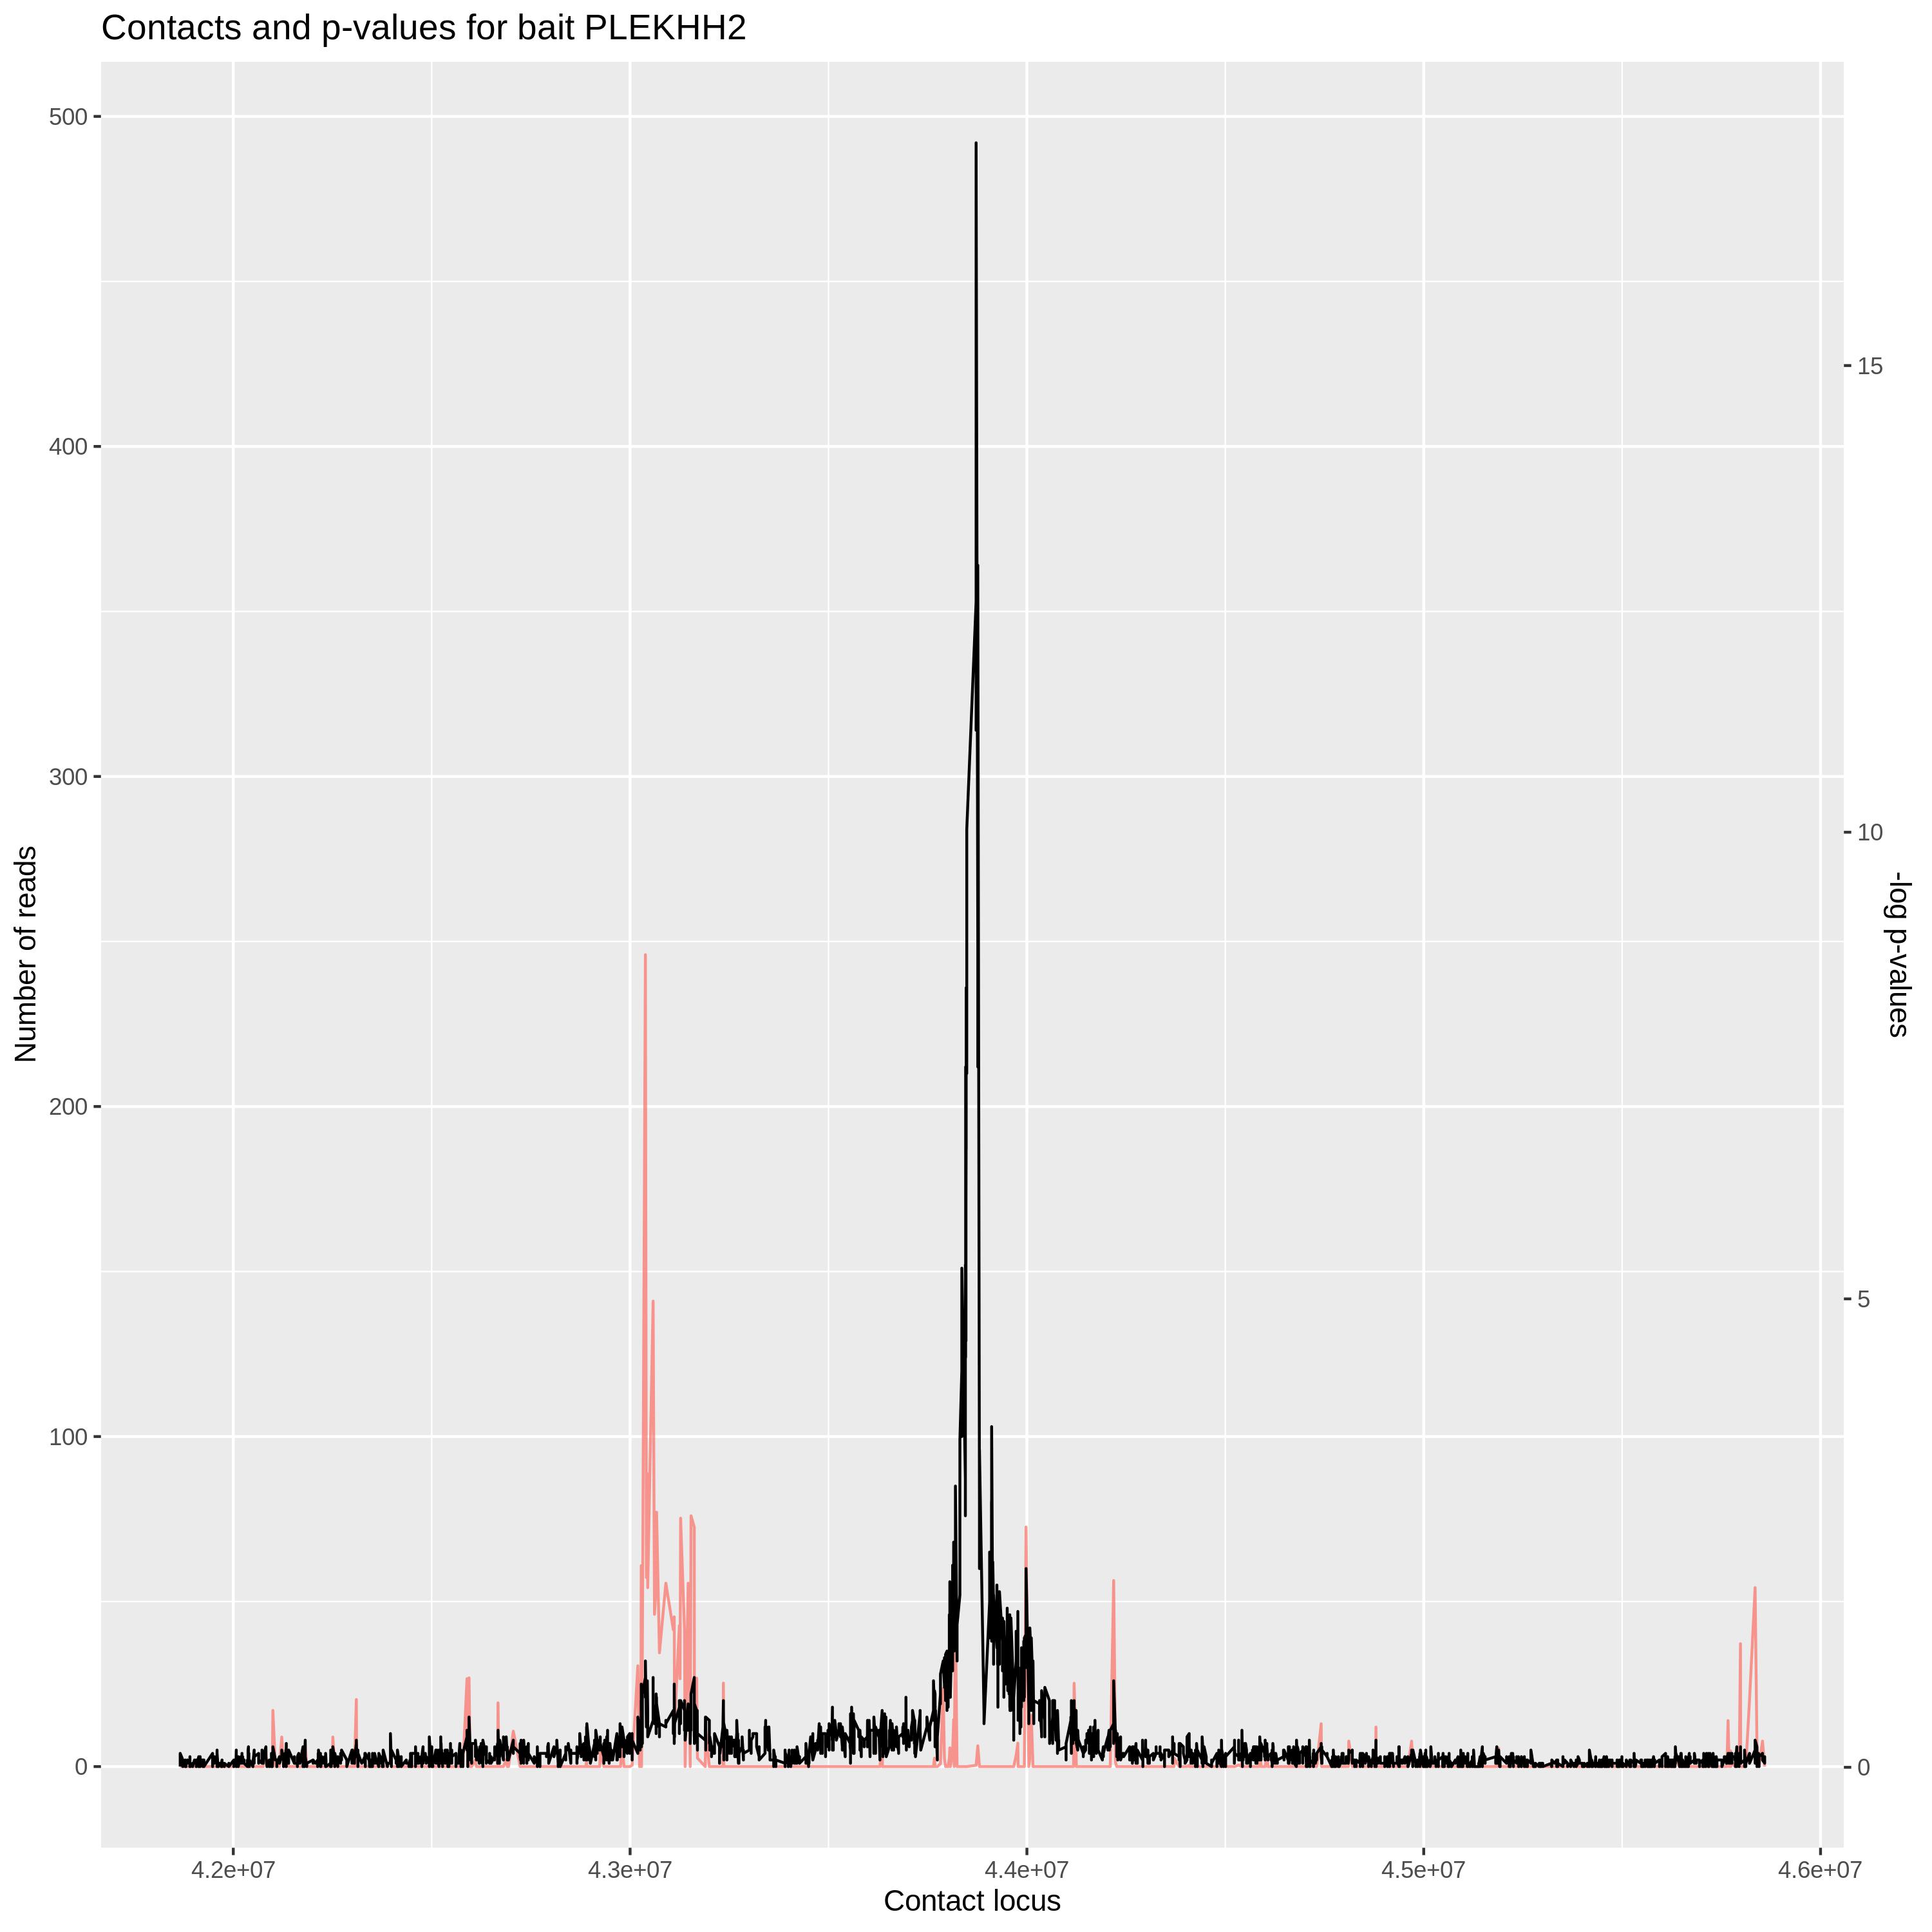 Contacts and p-values for bait PLEKHH2
500
400
300
200
100
0
Number of reads
15
10
5
0
-log p-values
4.2e+07
4.3e+07
4.4e+07
4.5e+07
4.6e+07
Contact locus